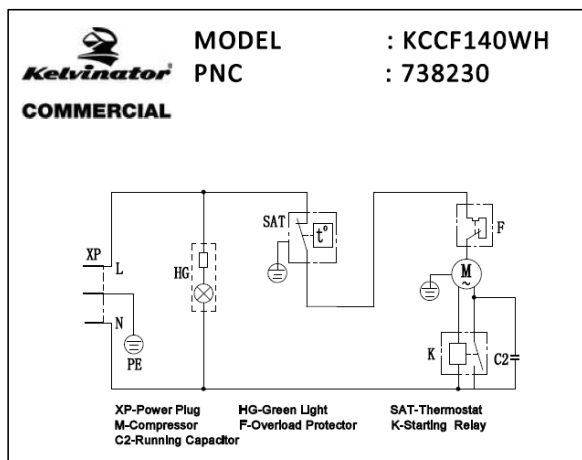 Kelvinator
COMMERCIAL
MODEL : KCCF140WH
PNC : 738230
SAT
t°
F
XP
L
HG
M
~
N
PE
K
C2
XP-Power Plug HG-Green Light SAT-Thermostat
M-Compressor F-Overload Protector K-Starting Relay
C2-Running Capacitor